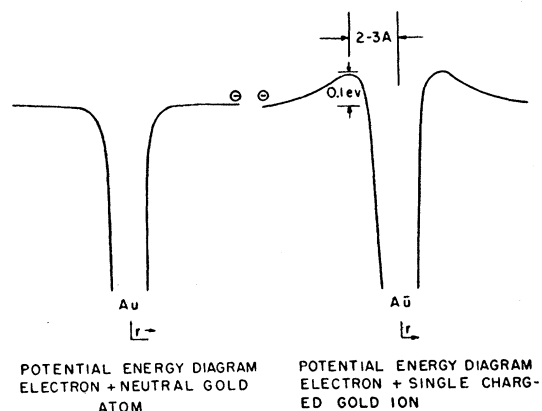 2-3A
⊖ ⊖
0.1ev
Au
r
POTENTIAL ENERGY DIAGRAM
ELECTRON + NEUTRAL GOLD
ATOM
Aū
r
POTENTIAL ENERGY DIAGRAM
ELECTRON + SINGLE CHARG-
ED GOLD ION